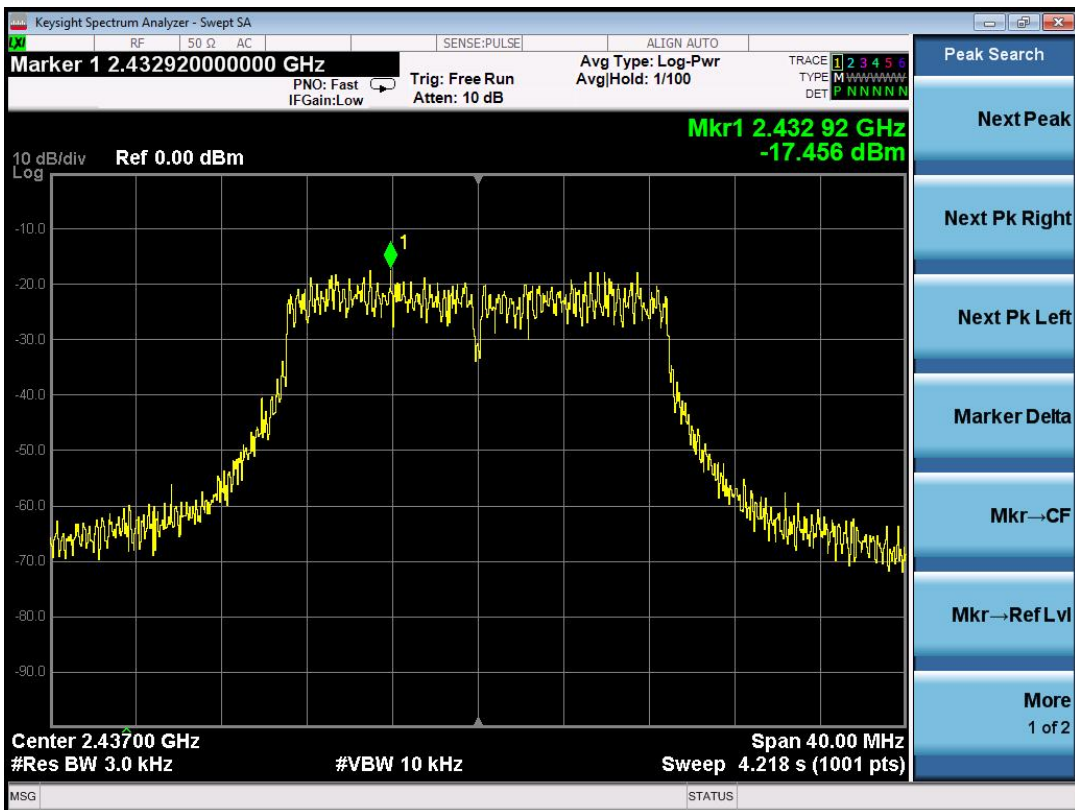 Keysight Spectrum Analyzer - Swept SA
LXI RF 50 Ω AC SENSE:PULSE ALIGN AUTO
Marker 1 2.432920000000 GHz
PNO: Fast
IFGain:Low
Trig: Free Run
Atten: 10 dB
Avg Type: Log-Pwr
Avg|Hold: 1/100
TRACE 1 2 3 4 5 6
TYPE M WWWWW
DET P N N N N N
Mkr1 2.432 92 GHz
-17.456 dBm
10 dB/div Ref 0.00 dBm
Log
1
-10.0
-20.0
-30.0
-40.0
-50.0
-60.0
-70.0
-80.0
-90.0
Center 2.43700 GHz Span 40.00 MHz
#Res BW 3.0 kHz #VBW 10 kHz Sweep 4.218 s (1001 pts)
MSG STATUS
Peak Search
Next Peak
Next Pk Right
Next Pk Left
Marker Delta
Mkr→CF
Mkr→Ref Lvl
More
1 of 2